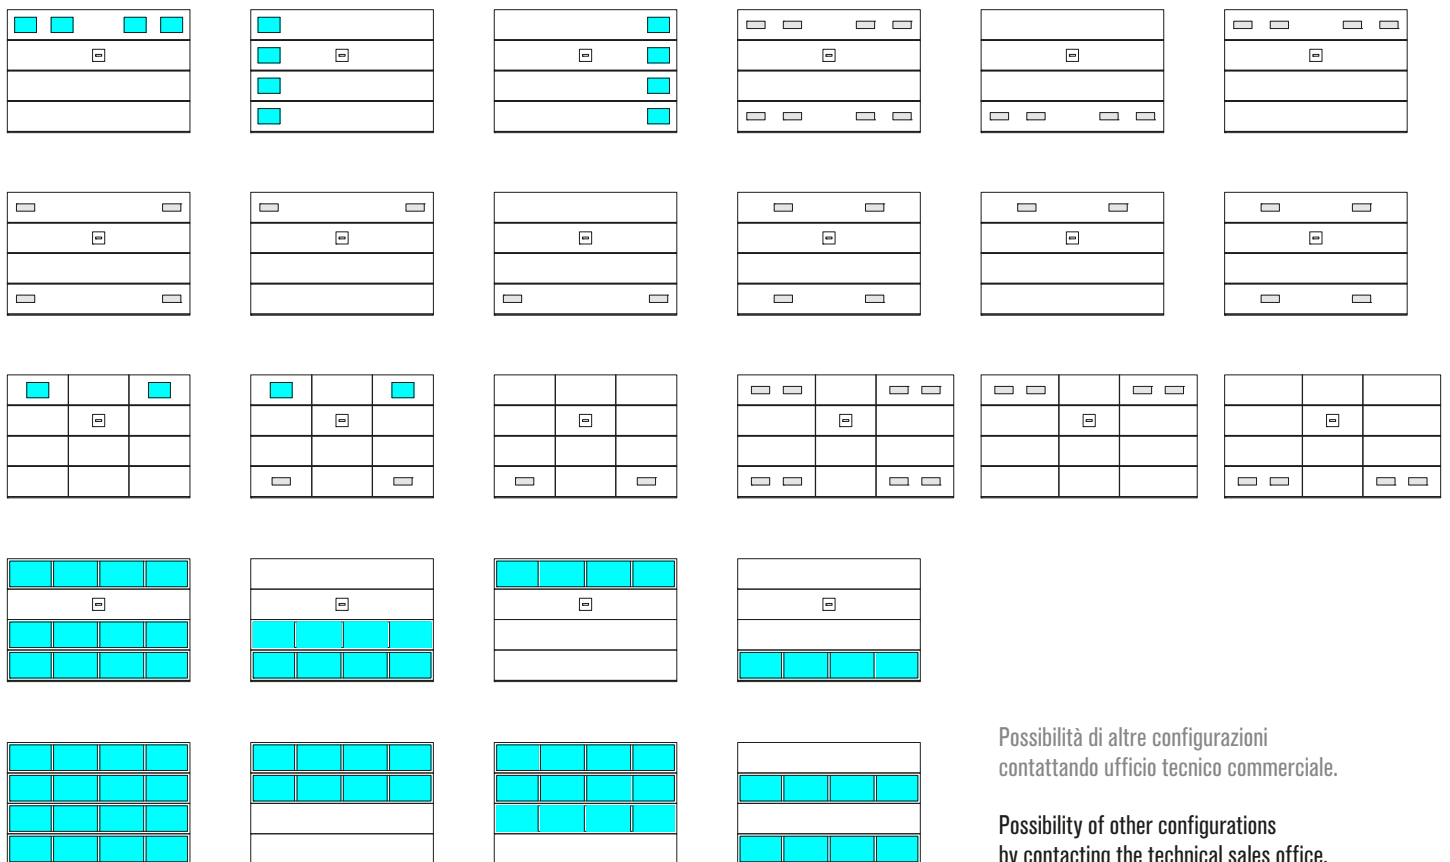 Possibilità di altre configurazioni
contattando ufficio tecnico commerciale.
Possibility of other configurations
by contacting the technical sales office.